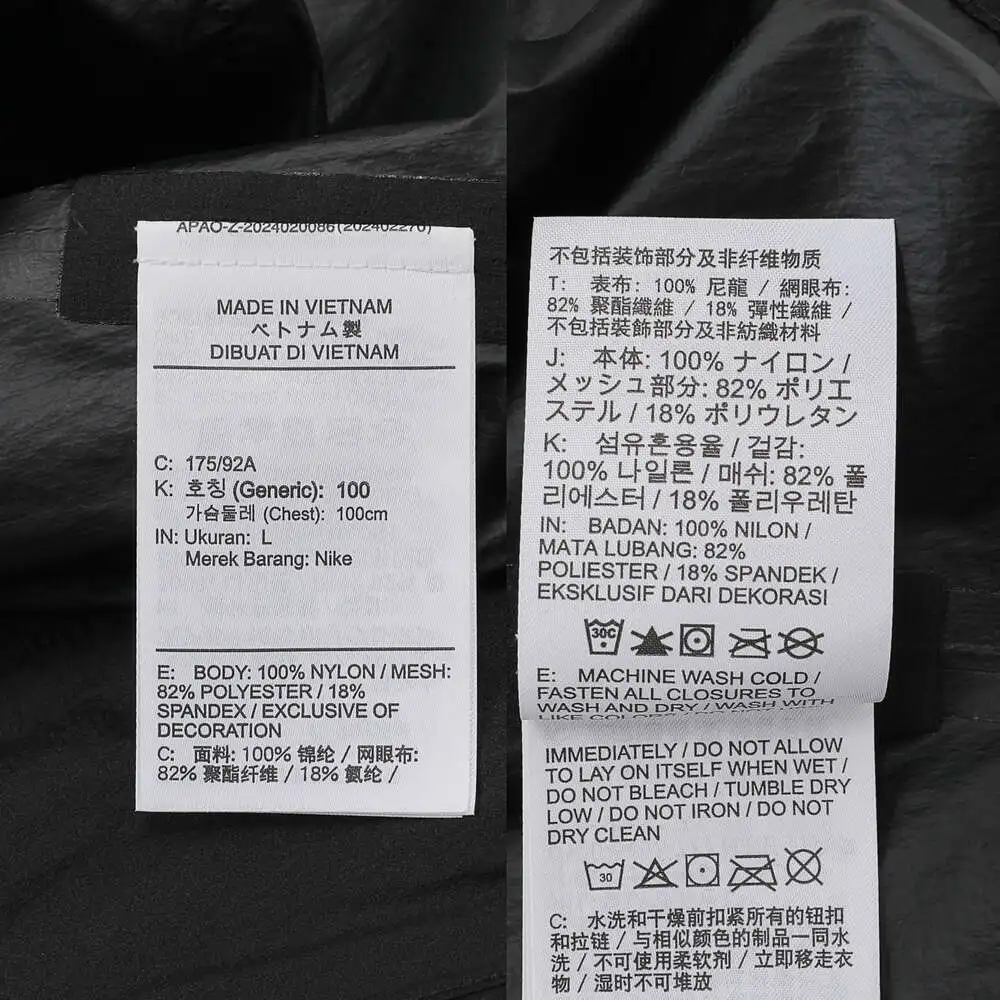 APAO-Z-2024020086(202402270)
MADE IN VIETNAM
ベトナム製
DIBUAT DI VIETNAM
C: 175/92A
K: 호칭 (Generic): 100
가슴둘레 (Chest): 100cm
IN: Ukuran: L
Merek Barang: Nike
E: BODY: 100% NYLON / MESH:
82% POLYESTER / 18%
SPANDEX / EXCLUSIVE OF
DECORATION
C: 面料: 100% 锦纶 / 网眼布:
82% 聚酯纤维 / 18% 氨纶 /
不包括装饰部分及非纤维物质
T: 表布: 100% 尼龍 / 網眼布:
82% 聚酯纖維 / 18% 彈性纖維 /
不包括裝飾部分及非紡織材料
J: 本体: 100% ナイロン /
メッシュ部分: 82% ポリエ
ステル / 18% ポリウレタン
K: 섬유혼용율 / 겉감:
100% 나일론 / 매쉬: 82% 폴
리에스터 / 18% 폴리우레탄
IN: BADAN: 100% NILON /
MATA LUBANG: 82%
POLIESTER / 18% SPANDEK /
EKSKLUSIF DARI DEKORASI
30C
E: MACHINE WASH COLD /
FASTEN ALL CLOSURES TO
WASH AND DRY / WASH WITH
LIKE COLORS
IMMEDIATELY / DO NOT ALLOW
TO LAY ON ITSELF WHEN WET /
DO NOT BLEACH / TUMBLE DRY
LOW / DO NOT IRON / DO NOT
DRY CLEAN
30
C: 水洗和干燥前扣紧所有的钮扣
和拉链 / 与相似颜色的制品一同水
洗 / 不可使用柔软剂 / 立即移走衣
物 / 湿时不可堆放